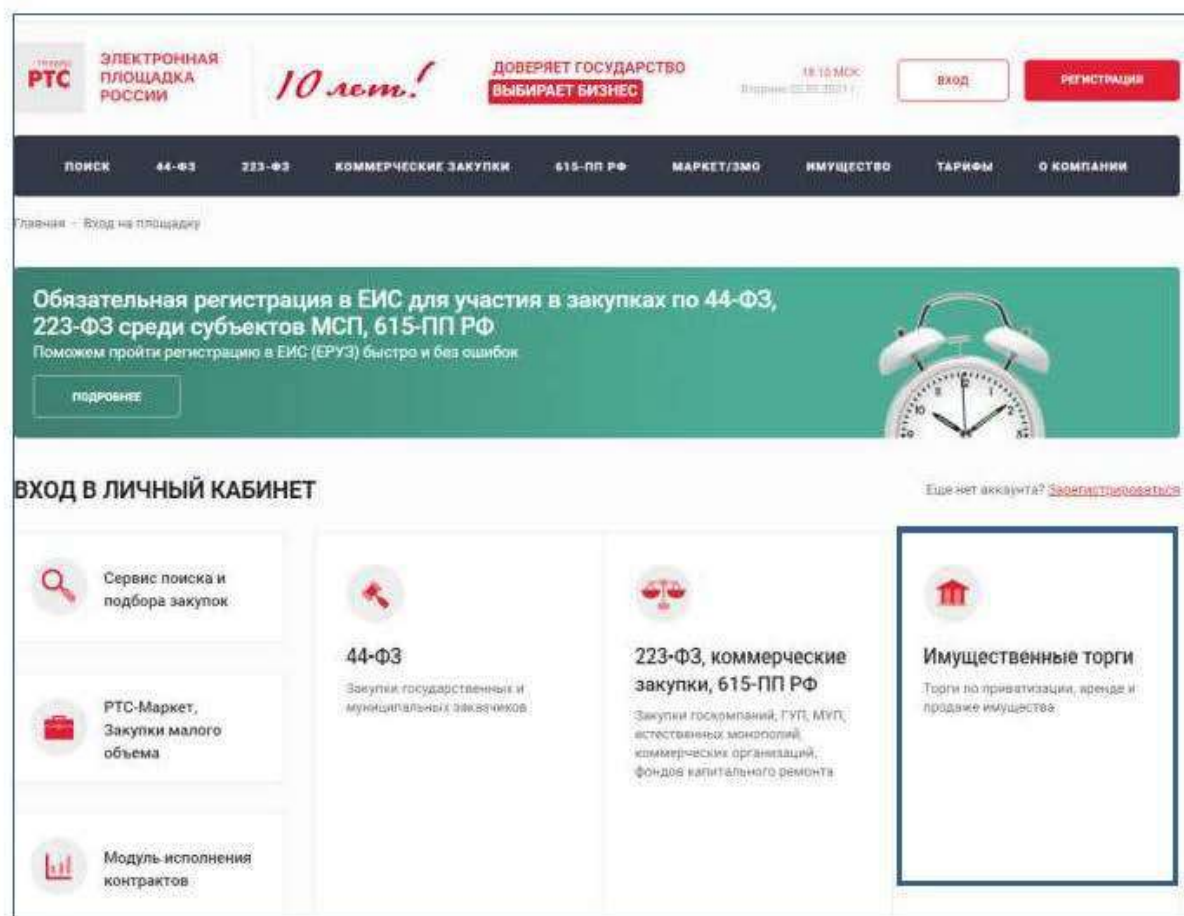 РТС
ЭЛЕКТРОННАЯ
ПЛОЩАДКА
РОССИИ
10 лет!
ДОВЕРЯЕТ ГОСУДАРСТВО
ВЫБИРАЕТ БИЗНЕС
МСК
Вторник
ВХОД
РЕГИСТРАЦИЯ
ПОИСК 44-ФЗ 223-ФЗ КОММЕРЧЕСКИЕ ЗАКУПКИ 615-ПП РФ МАРКЕТ/ЗМО ИМУЩЕСТВО ТАРИФЫ О КОМПАНИИ
Главная - Вход на площадку
Обязательная регистрация в ЕИС для участия в закупках по 44-ФЗ,
223-ФЗ среди субъектов МСП, 615-ПП РФ
Поможем пройти регистрацию в ЕИС (ЕРУЗ) быстро и без ошибок
ПОДРОБНЕЕ
ВХОД В ЛИЧНЫЙ КАБИНЕТ
Еще нет аккаунта? Зарегистрироваться
Сервис поиска и
подбора закупок
РТС-Маркет,
Закупки малого
объема
Модуль исполнения
контрактов
44-ФЗ
Закупки государственных и
муниципальных заказчиков
223-ФЗ, коммерческие
закупки, 615-ПП РФ
Закупки госкомпаний, ГУП, МУП,
естественных монополий,
коммерческих организаций,
фондов капитального ремонта
Имущественные торги
Торги по приватизации, аренде и
продаже имущества